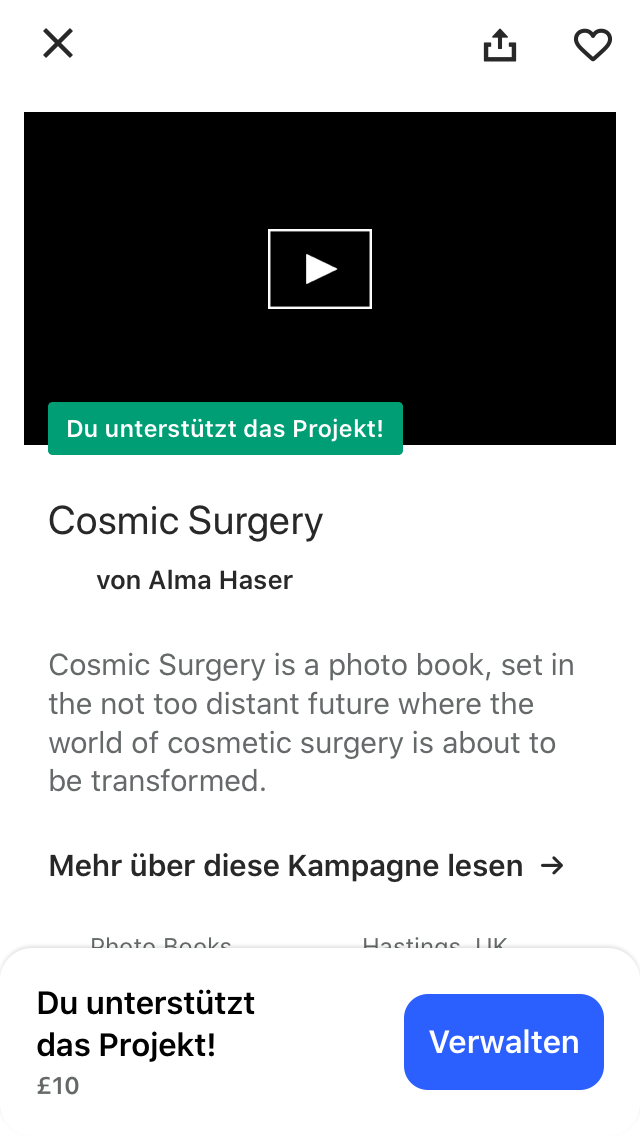 Du unterstützt das Projekt!
Cosmic Surgery
von Alma Haser
Cosmic Surgery is a photo book, set in
the not too distant future where the
world of cosmetic surgery is about to
be transformed.
Mehr über diese Kampagne lesen →
Photo Books Hastings, UK
Du unterstützt
das Projekt!
£10
Verwalten